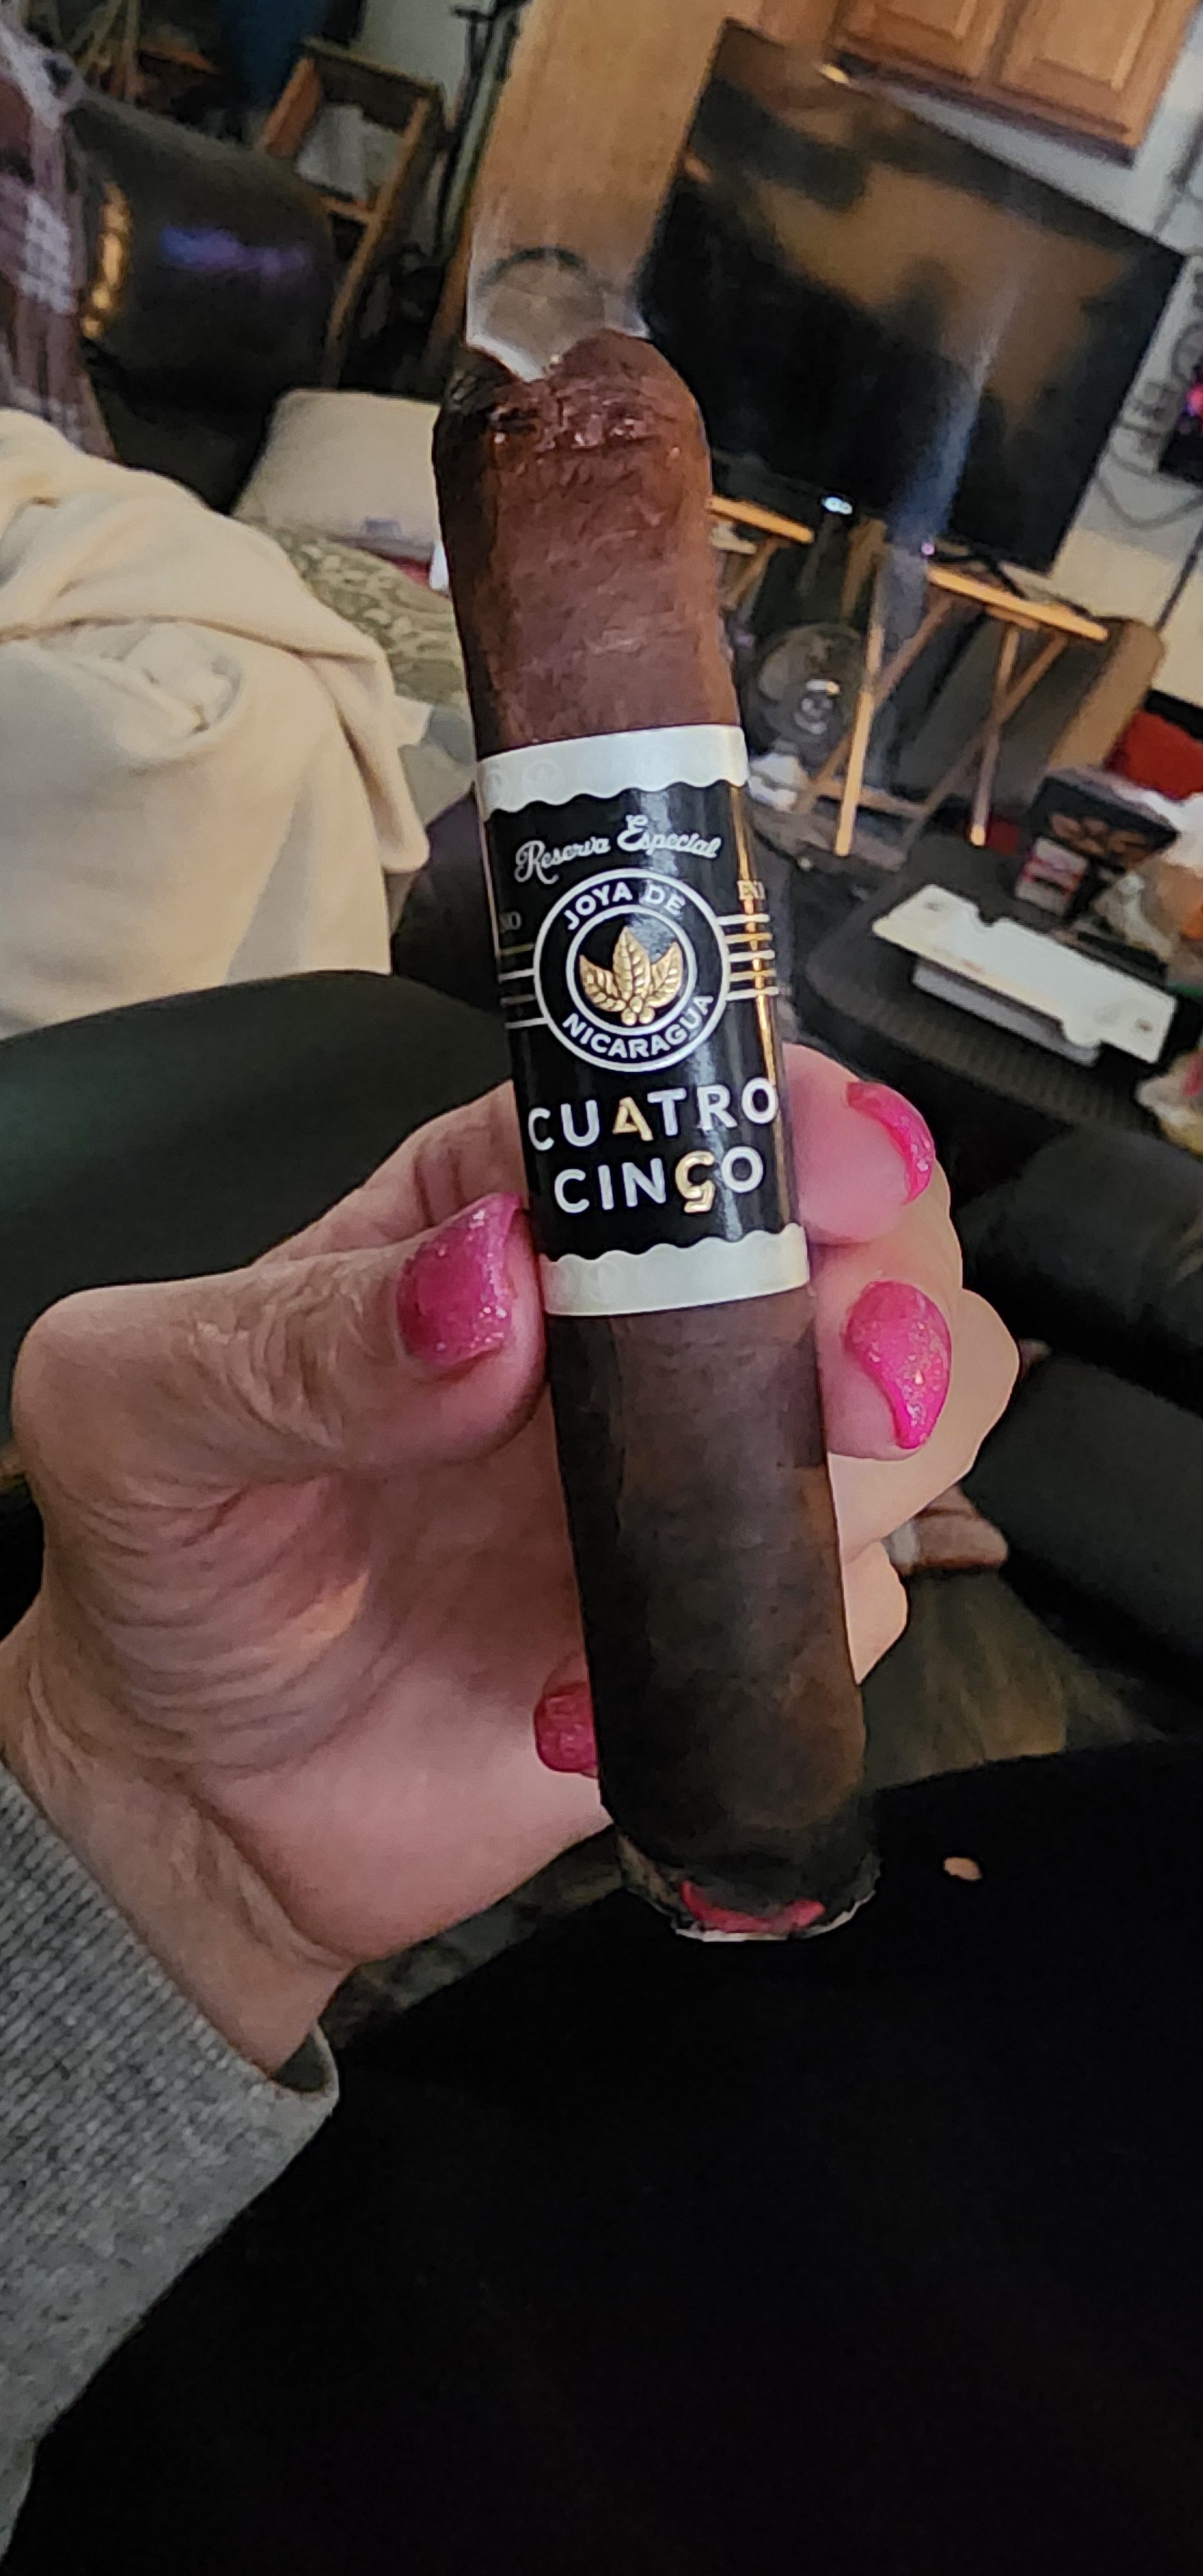 Reserva Especial
JOYA DE
NICARAGUA
CUATRO
CINCO